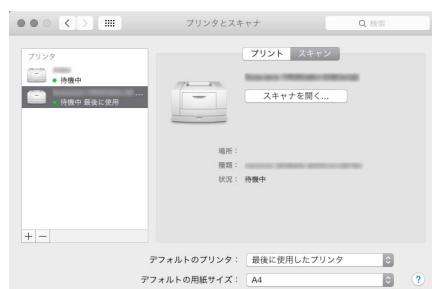 プリンタとスキャナ
検索
プリンタ
待機中
待機中 最後に使用
プリント スキャン
スキャナを開く...
場所：
種類：
状況： 待機中
デフォルトのプリンタ： 最後に使用したプリンタ
デフォルトの用紙サイズ： A4